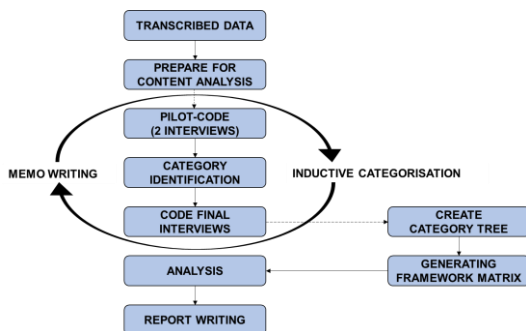 TRANSCRIBED DATA
PREPARE FOR
CONTENT ANALYSIS
PILOT-CODE
(2 INTERVIEWS)
MEMO WRITING
CATEGORY
IDENTIFICATION
INDUCTIVE CATEGORISATION
CODE FINAL
INTERVIEWS
CREATE
CATEGORY TREE
ANALYSIS
GENERATING
FRAMEWORK MATRIX
REPORT WRITING